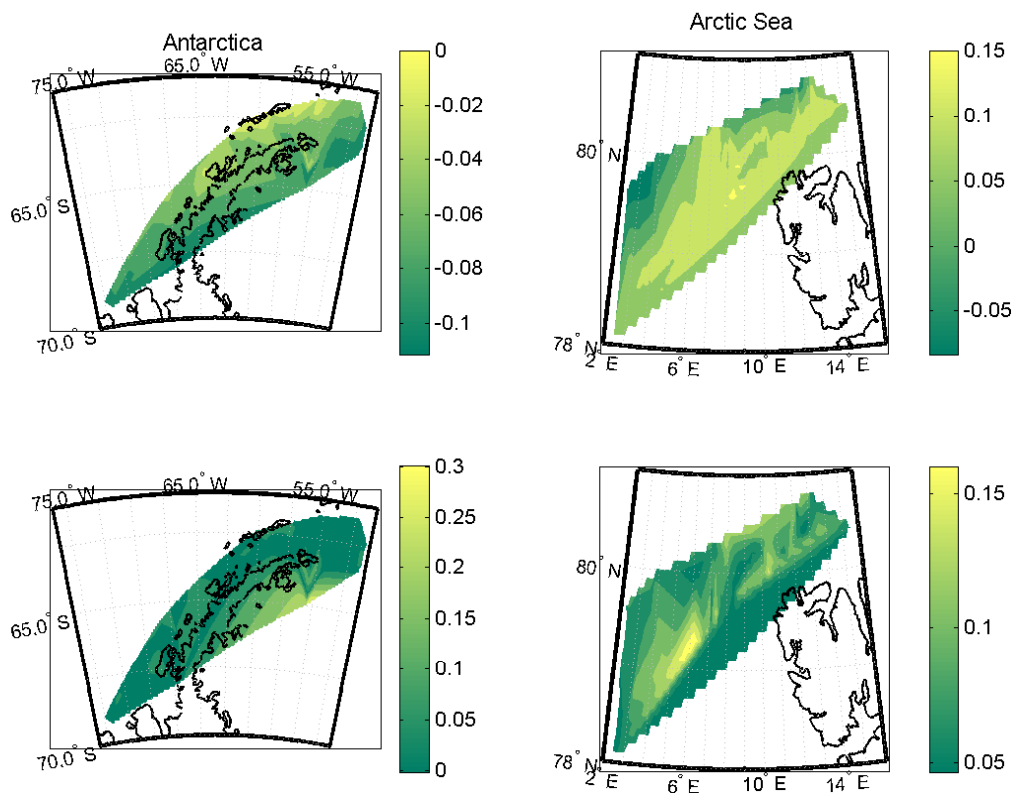 Antarctica
Arctic Sea
75.0° W
65.0° W
55.0° W
65.0° S
70.0° S
0
-0.02
-0.04
-0.06
-0.08
-0.1
80° N
78° N
2° E
6° E
10° E
14° E
0.15
0.1
0.05
0
-0.05
75.0° W
65.0° W
55.0° W
65.0° S
70.0° S
0.3
0.25
0.2
0.15
0.1
0.05
0
80° N
78° N
2° E
6° E
10° E
14° E
0.15
0.1
0.05